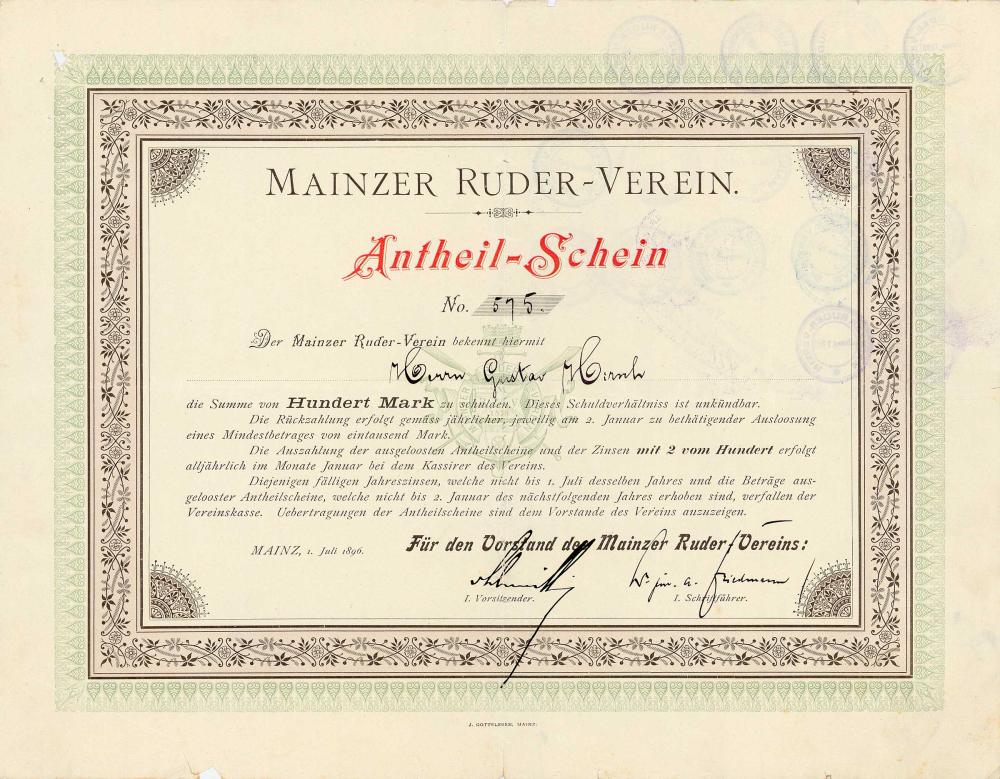 MAINZER RUDER-VEREIN.
Antheil-Schein
No. 575.
Der Mainzer Ruder-Verein bekennt hiermit
Herrn Gustav Hirsch
die Summe von Hundert Mark zu schulden. Dieses Schuldverhältniss ist unkündbar.
Die Rückzahlung erfolgt gemäss jährlicher, jeweilig am 2. Januar zu bethätigender Ausloosung
eines Mindestbetrages von eintausend Mark.
Die Auszahlung der ausgeloosten Antheilscheine und der Zinsen mit 2 vom Hundert erfolgt
alljährlich im Monate Januar bei dem Kassirer des Vereins.
Diejenigen fälligen Jahreszinsen, welche nicht bis 1. Juli desselben Jahres und die Beträge aus-
gelooster Antheilscheine, welche nicht bis 2. Januar des nächstfolgenden Jahres erhoben sind, verfallen der
Vereinskasse. Uebertragungen der Antheilscheine sind dem Vorstande des Vereins anzuzeigen.
MAINZ, 1. Juli 1896.
Für den Vorstand des Mainzer Ruder-Vereins:
Dr. jur. A. Friedmann
I. Vorsitzender.
I. Schriftführer.
J. GOTTSLEBEN, MAINZ.